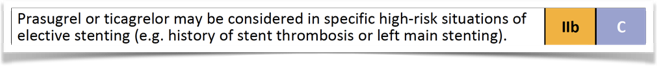 Prasugrel or ticagrelor may be considered in specific high-risk situations of IIb C
elective stenting (e.g. history of stent thrombosis or left main stenting).